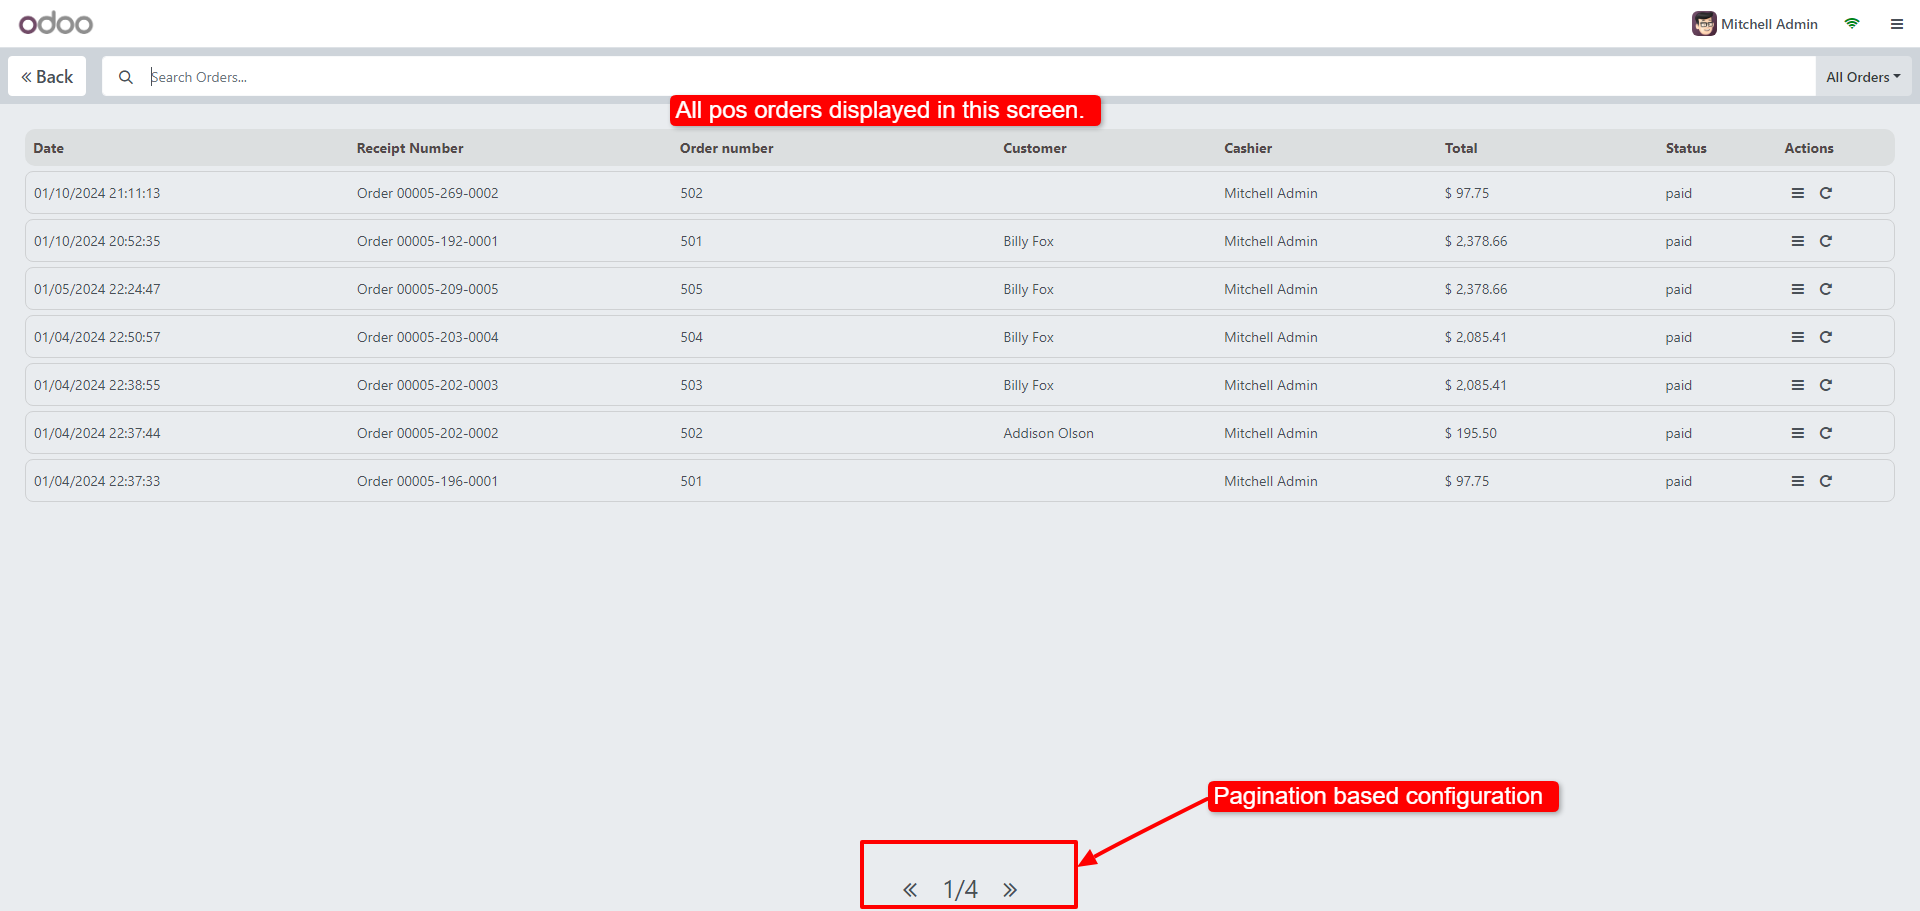 odoo
Mitchell Admin
Back
Search Orders...
All Orders
All pos orders displayed in this screen.
Date Receipt Number Order number Customer Cashier Total Status Actions
01/10/2024 21:11:13 Order 00005-269-0002 502 Mitchell Admin $ 97.75 paid
01/10/2024 20:52:35 Order 00005-192-0001 501 Billy Fox Mitchell Admin $ 2,378.66 paid
01/05/2024 22:24:47 Order 00005-209-0005 505 Billy Fox Mitchell Admin $ 2,378.66 paid
01/04/2024 22:50:57 Order 00005-203-0004 504 Billy Fox Mitchell Admin $ 2,085.41 paid
01/04/2024 22:38:55 Order 00005-202-0003 503 Billy Fox Mitchell Admin $ 2,085.41 paid
01/04/2024 22:37:44 Order 00005-202-0002 502 Addison Olson Mitchell Admin $ 195.50 paid
01/04/2024 22:37:33 Order 00005-196-0001 501 Mitchell Admin $ 97.75 paid
Pagination based configuration
« 1/4 »